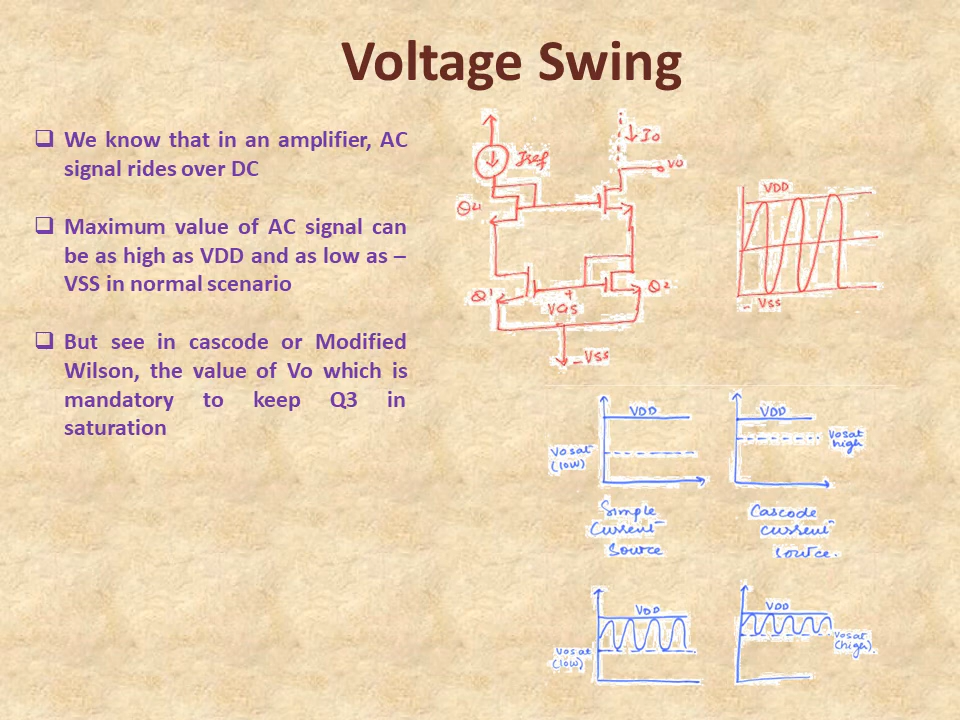 Voltage Swing
❑ We know that in an amplifier, AC
signal rides over DC
❑ Maximum value of AC signal can
be as high as VDD and as low as –
VSS in normal scenario
❑ But see in cascode or Modified
Wilson, the value of Vo which is
mandatory to keep Q3 in
saturation
Iref
Io
VO
Q4
Q1
+
VGS
Q2
-VSS
VDD
- VSS
VDD
Vosat
(low)
Simple
Current
Source
VDD
Vosat
high
Cascode
current
source.
VDD
Vosat
(low)
VDD
Vosat
(high).